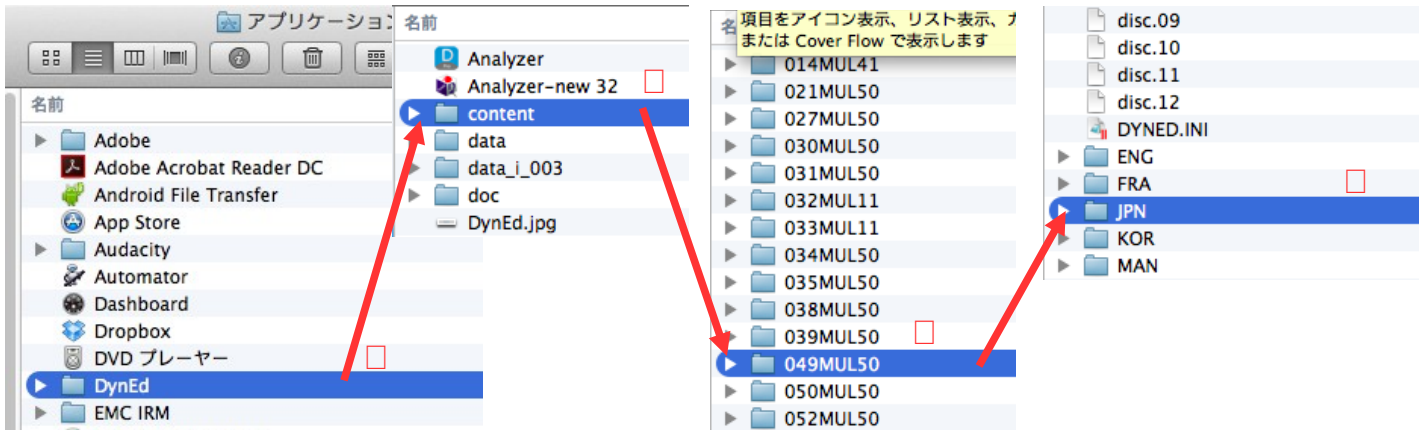 アプリケーション
名前
Adobe
Adobe Acrobat Reader DC
Android File Transfer
App Store
Audacity
Automator
Dashboard
Dropbox
DVD プレーヤー
DynEd
EMC IRM
名前
Analyzer
Analyzer-new 32
content
data
data_i_003
doc
DynEd.jpg
項目をアイコン表示、リスト表示、
または Cover Flow で表示します
014MUL41
021MUL50
027MUL50
030MUL50
031MUL50
032MUL11
033MUL11
034MUL50
035MUL50
038MUL50
039MUL50
049MUL50
050MUL50
052MUL50
disc.09
disc.10
disc.11
disc.12
DYNED.INI
ENG
FRA
JPN
KOR
MAN